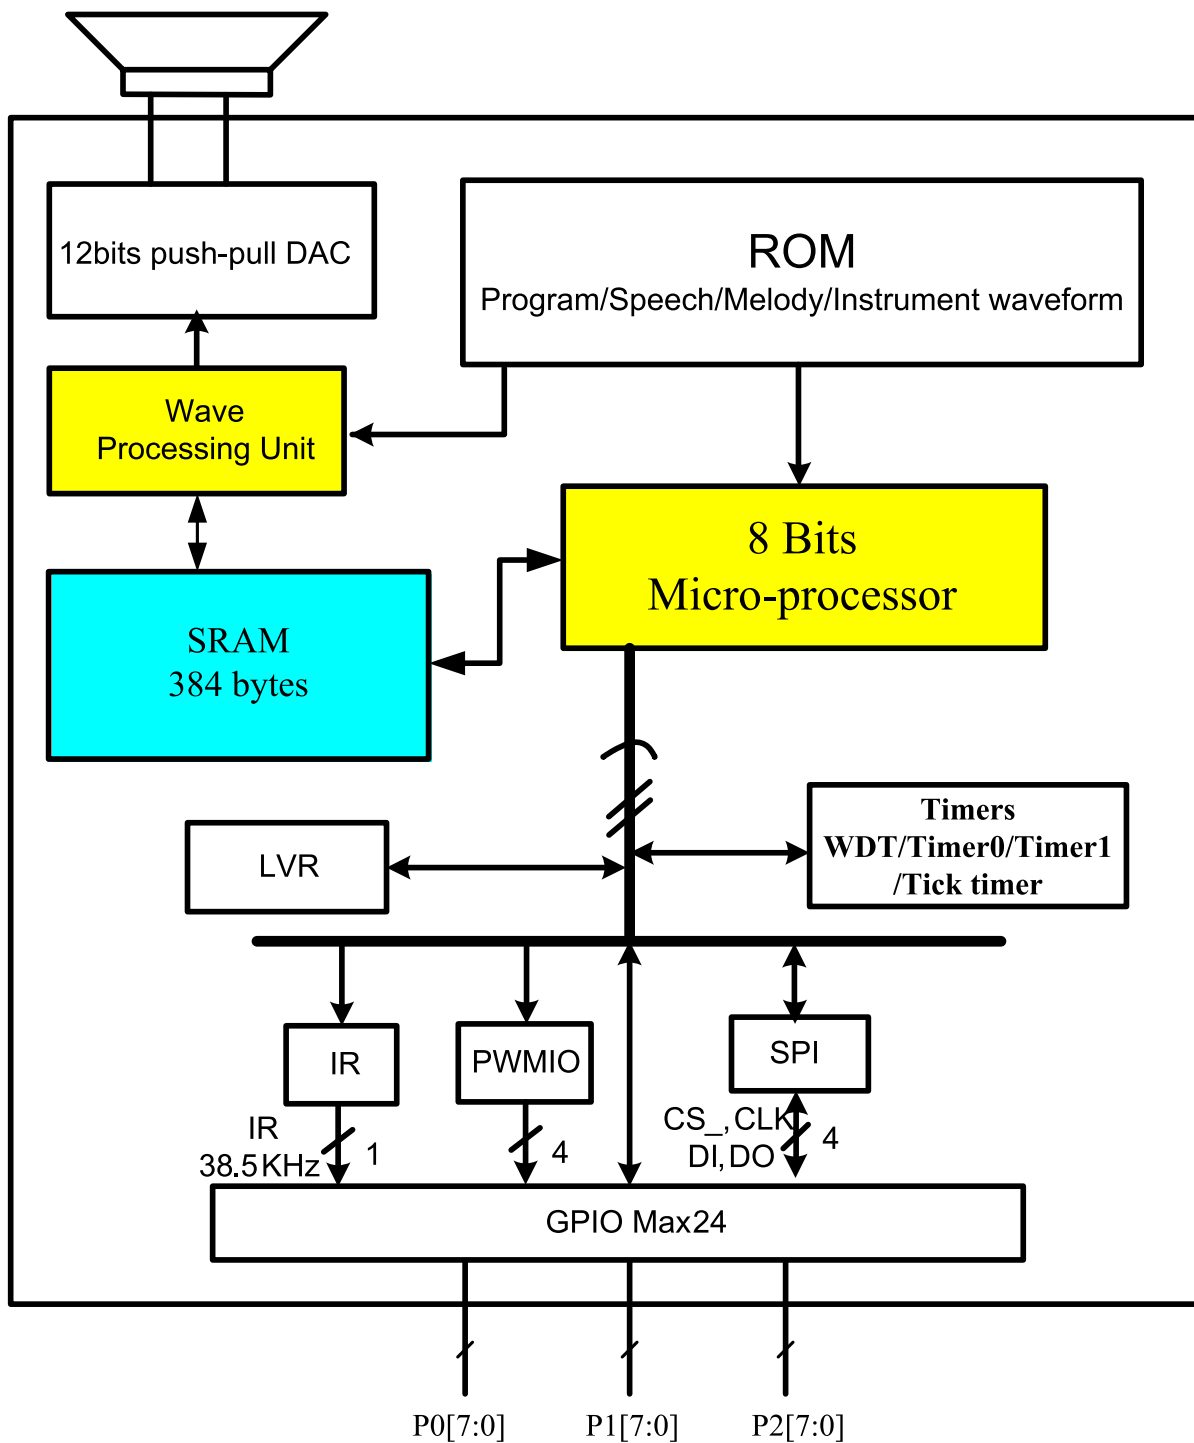 12bits push-pull DAC
ROM
Program/Speech/Melody/Instrument waveform
Wave
Processing Unit
8 Bits
Micro-processor
SRAM
384 bytes
Timers
WDT/Timer0/Timer1
/Tick timer
LVR
IR
PWMIO
SPI
IR
38.5KHz
1
4
CS_,CLK
DI,DO
4
GPIO Max24
P0[7:0]
P1[7:0]
P2[7:0]